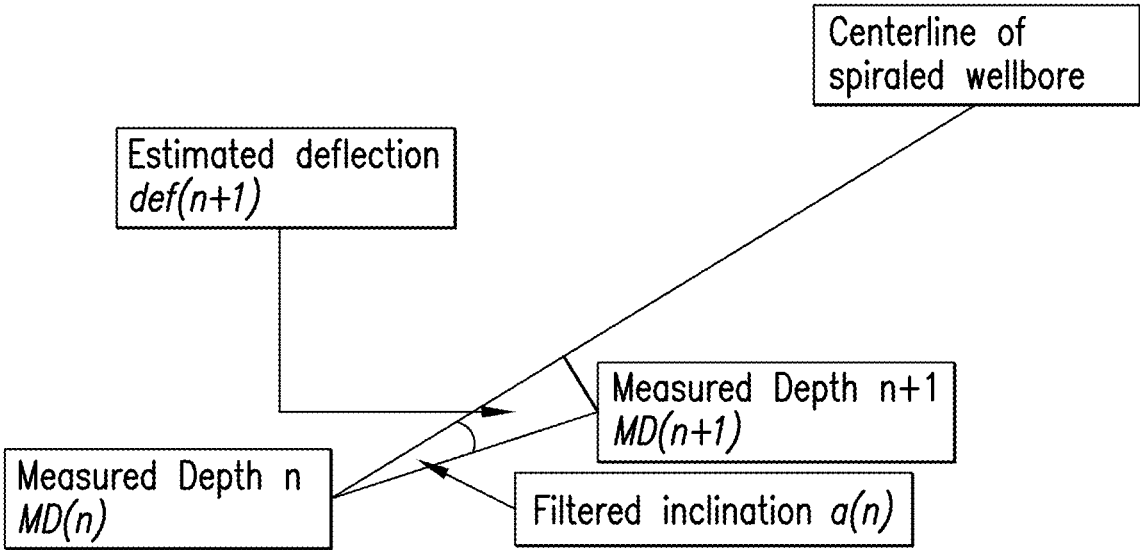 Centerline of
spiraled wellbore
Estimated deflection
def(n+1)
Measured Depth n+1
MD(n+1)
Measured Depth n
MD(n)
Filtered inclination a(n)